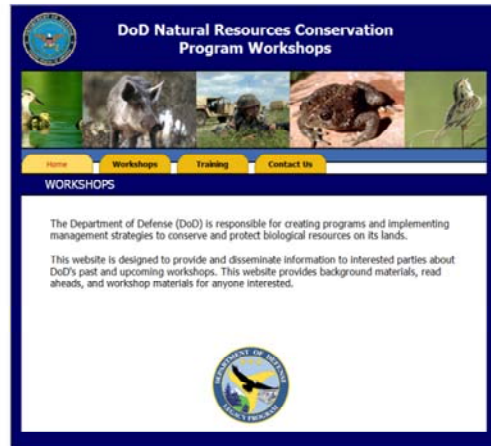 DoD Natural Resources Conservation
Program Workshops
Home
Workshops
Training
Contact Us
WORKSHOPS
The Department of Defense (DoD) is responsible for creating programs and implementing
management strategies to conserve and protect biological resources on its lands.
This website is designed to provide and disseminate information to interested parties about
DoD's past and upcoming workshops. This website provides background materials, read
aheads, and workshop materials for anyone interested.
DEPARTMENT OF DEFENSE
LEGACY PROGRAM